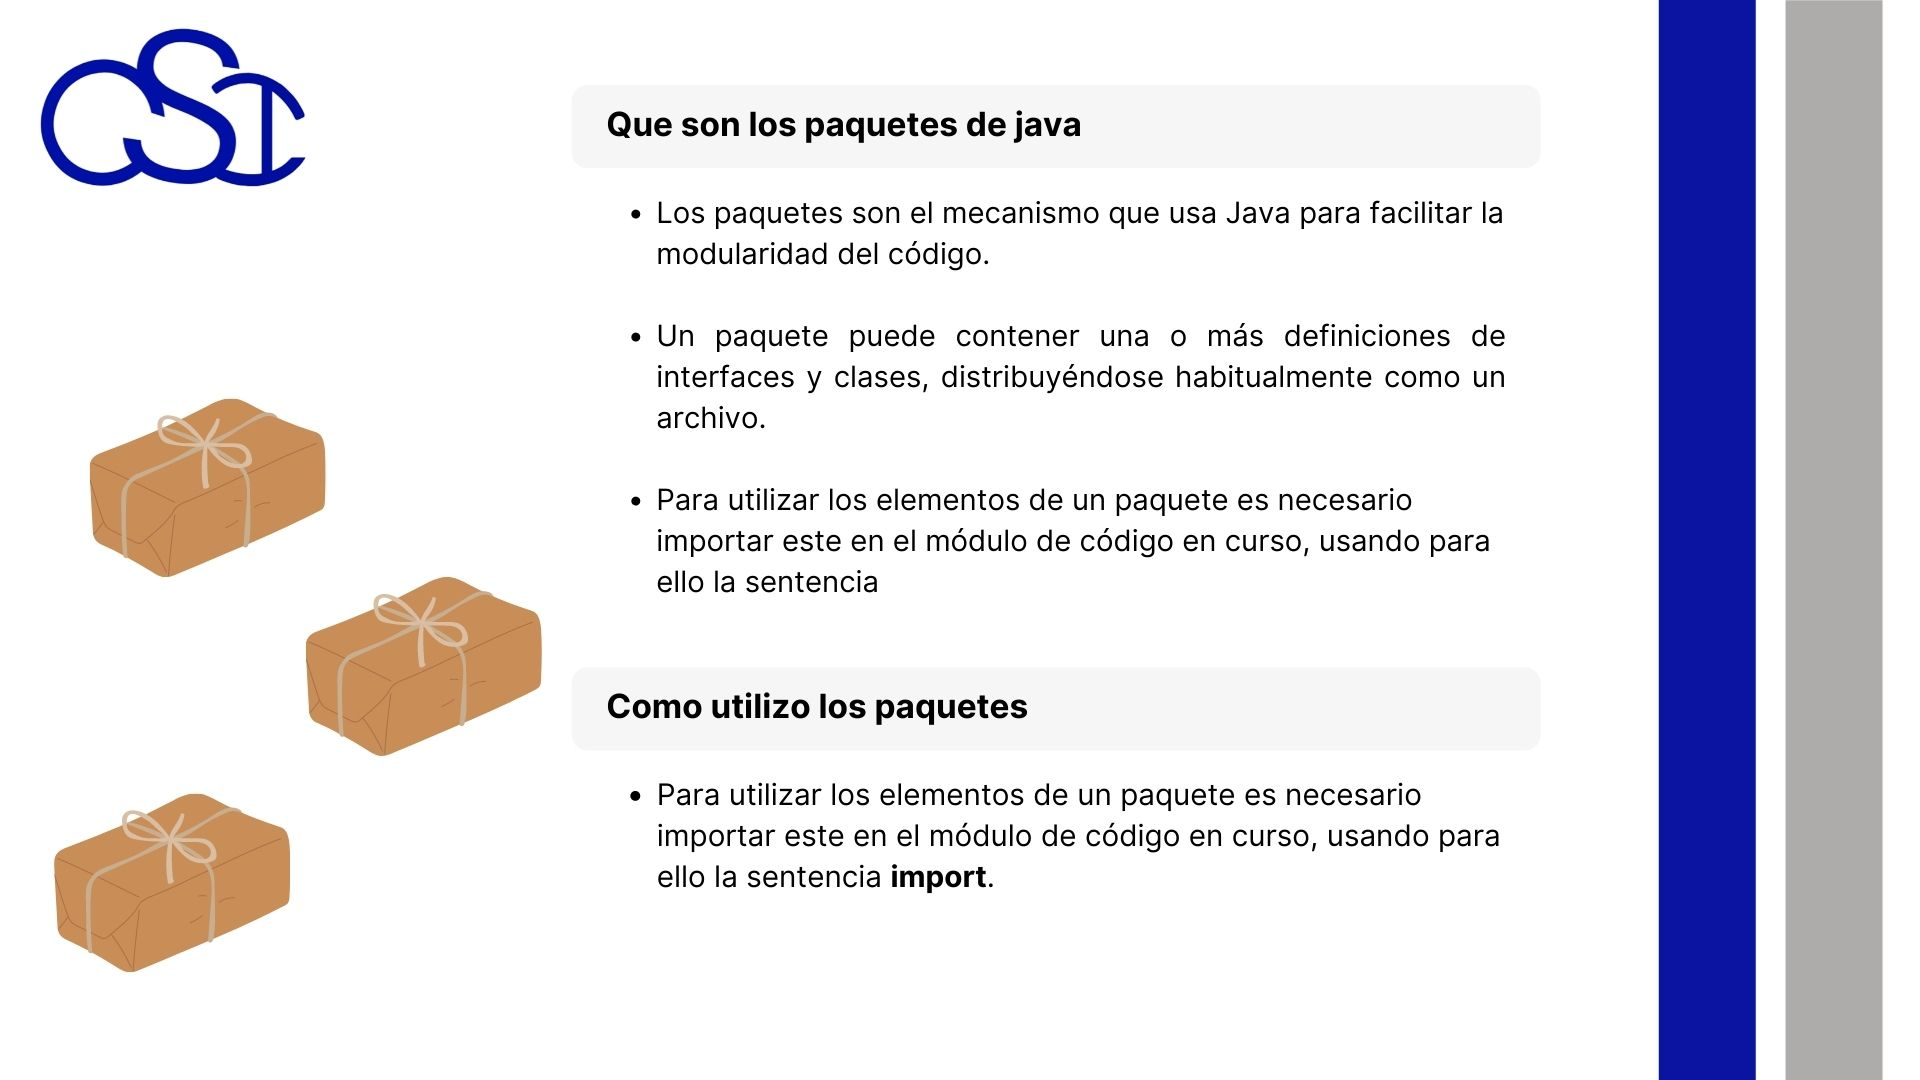 CSTI
Que son los paquetes de java
• Los paquetes son el mecanismo que usa Java para facilitar la
modularidad del código.
• Un paquete puede contener una o más definiciones de
interfaces y clases, distribuyéndose habitualmente como un
archivo.
• Para utilizar los elementos de un paquete es necesario
importar este en el módulo de código en curso, usando para
ello la sentencia
Como utilizo los paquetes
• Para utilizar los elementos de un paquete es necesario
importar este en el módulo de código en curso, usando para
ello la sentencia import.